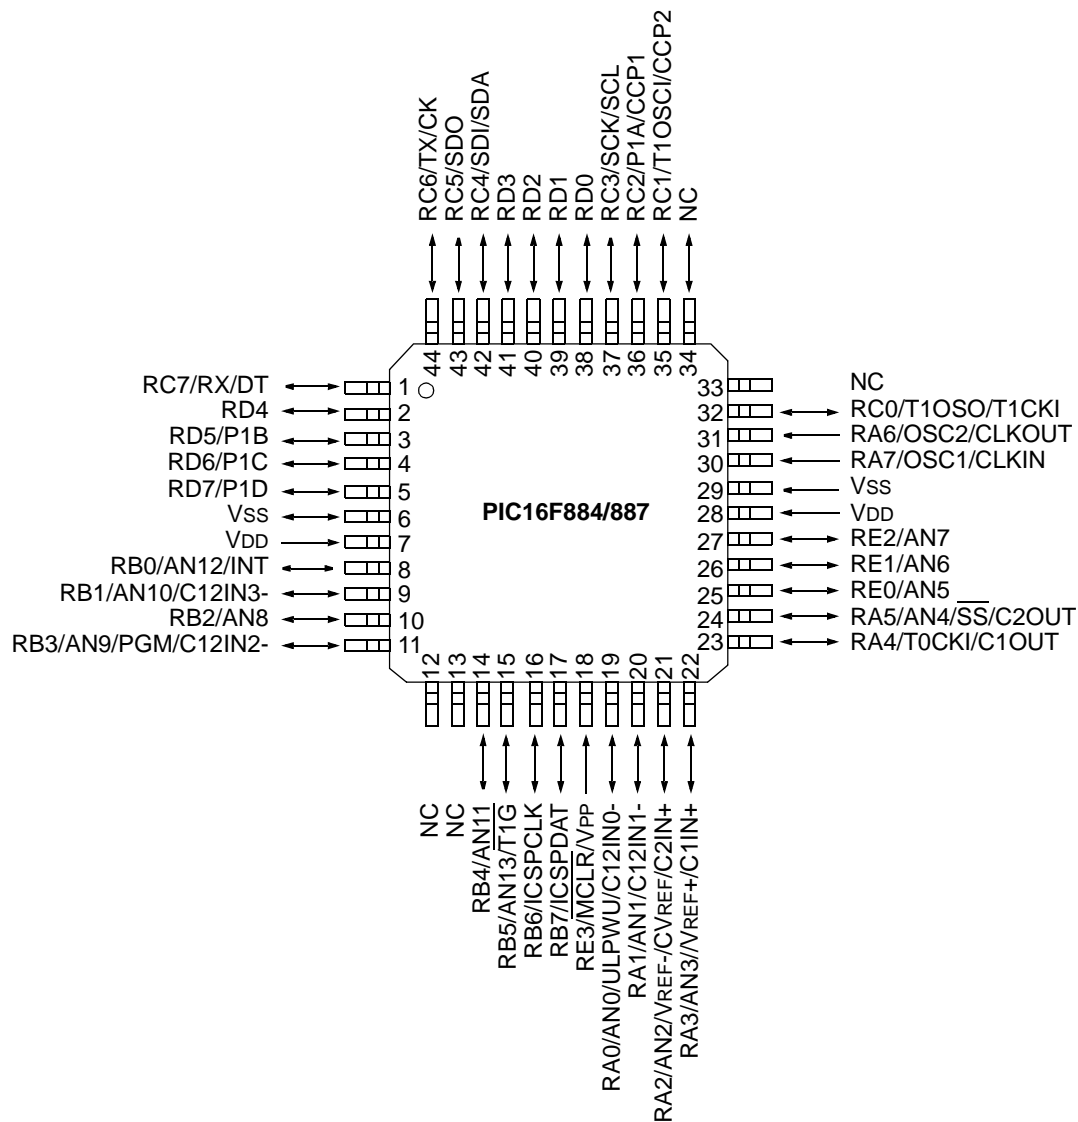 RC6/TX/CK
RC5/SDO
RC4/SDI/SDA
RD3
RD2
RD1
RD0
RC3/SCK/SCL
RC2/P1A/CCP1
RC1/T1OSCI/CCP2
NC
44
43
42
41
40
39
38
37
36
35
34
RC7/RX/DT 1
RD4 2
RD5/P1B 3
RD6/P1C 4
RD7/P1D 5
VSS 6
VDD 7
RB0/AN12/INT 8
RB1/AN10/C12IN3- 9
RB2/AN8 10
RB3/AN9/PGM/C12IN2- 11
PIC16F884/887
33 NC
32 RC0/T1OSO/T1CKI
31 RA6/OSC2/CLKOUT
30 RA7/OSC1/CLKIN
29 VSS
28 VDD
27 RE2/AN7
26 RE1/AN6
25 RE0/AN5
24 RA5/AN4/S̅S̅/C2OUT
23 RA4/T0CKI/C1OUT
12
13
14
15
16
17
18
19
20
21
22
NC
NC
RB4/AN11
RB5/AN13/T̅1̅G̅
RB6/ICSPCLK
RB7/ICSPDAT
RE3/M̅C̅L̅R̅/VPP
RA0/AN0/ULPWU/C12IN0-
RA1/AN1/C12IN1-
RA2/AN2/VREF-/CVREF/C2IN+
RA3/AN3//VREF+/C1IN+